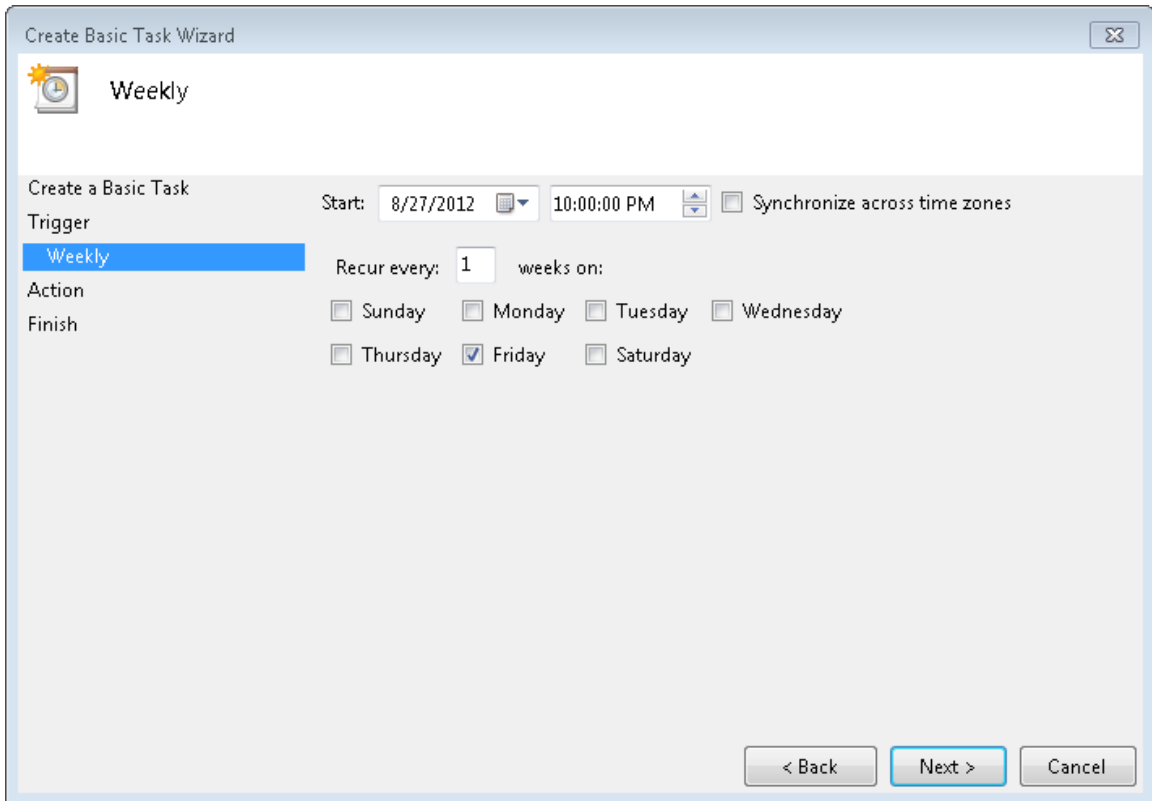 Create Basic Task Wizard
Weekly
Create a Basic Task
Trigger
Weekly
Action
Finish
Start: 8/27/2012 10:00:00 PM Synchronize across time zones
Recur every: 1 weeks on:
Sunday Monday Tuesday Wednesday
Thursday Friday Saturday
< Back Next > Cancel